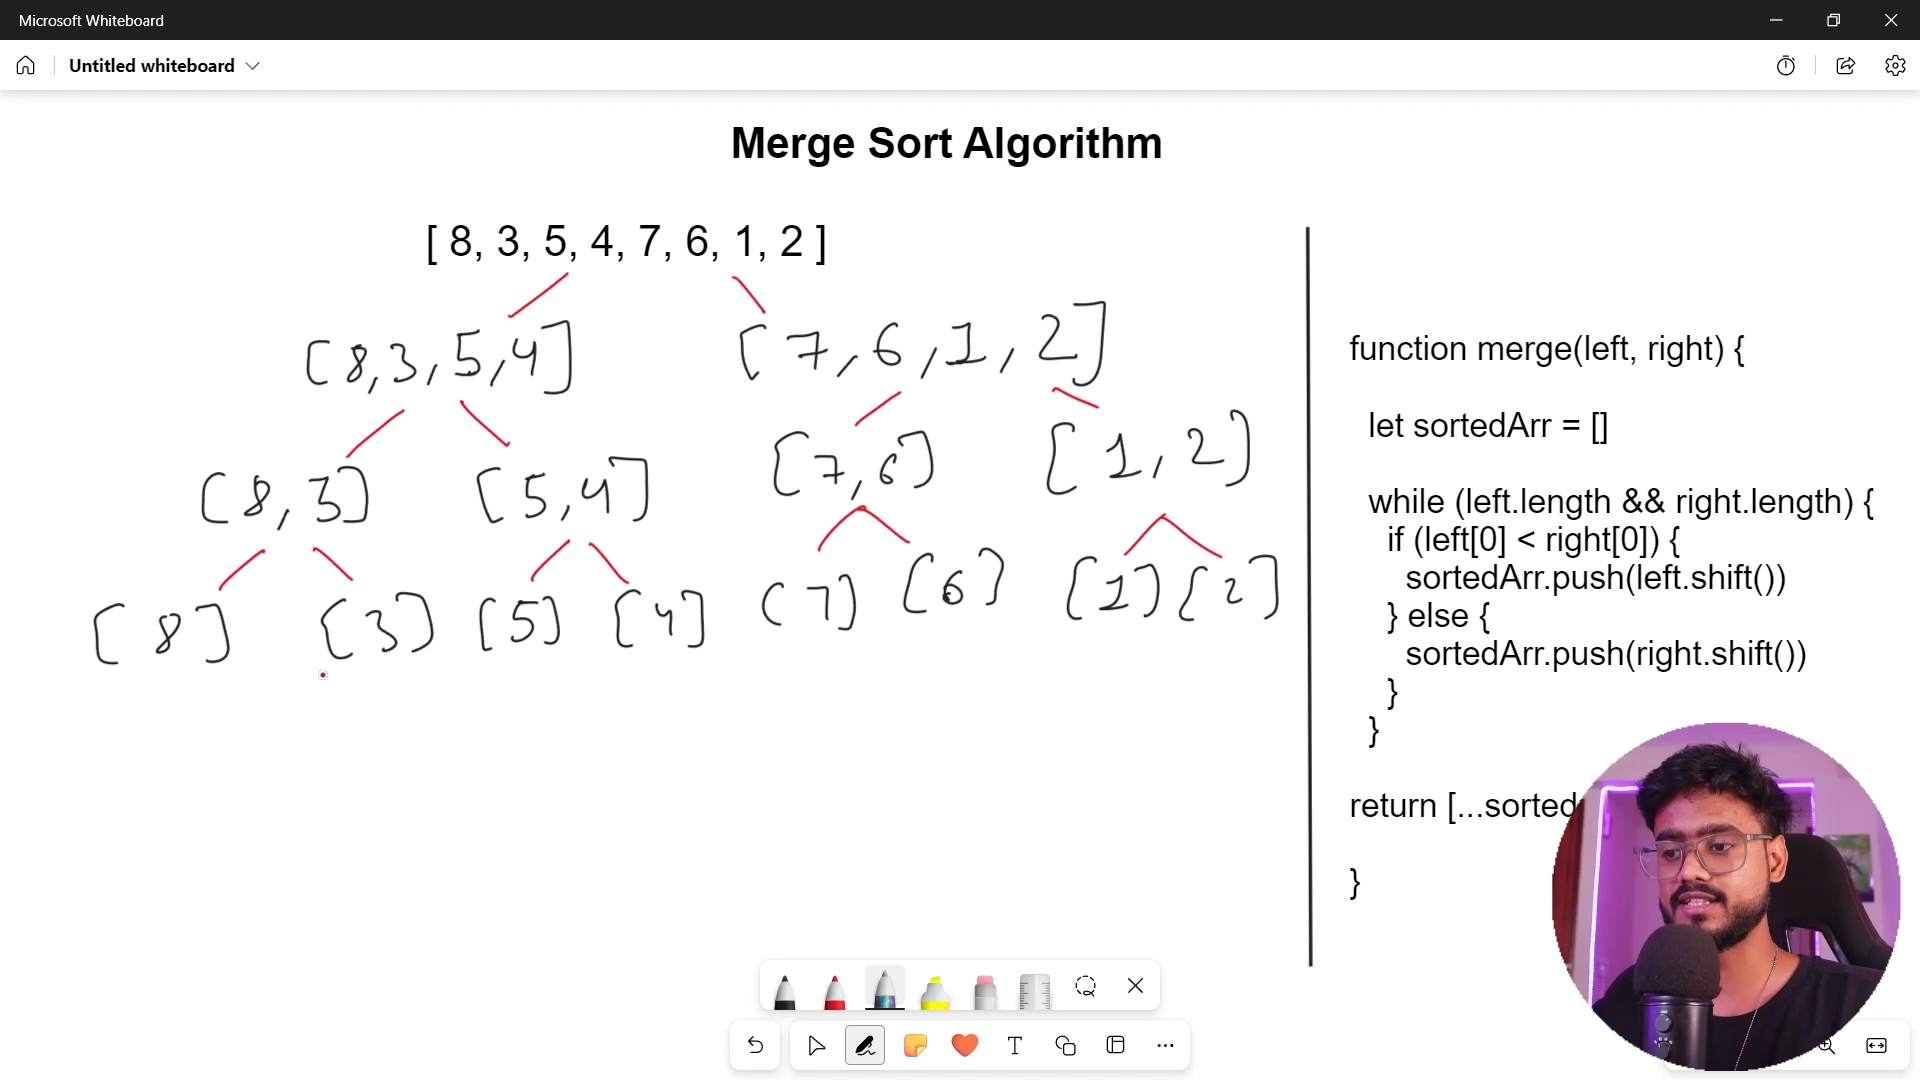 Microsoft Whiteboard
Untitled whiteboard
Merge Sort Algorithm
[ 8, 3, 5, 4, 7, 6, 1, 2 ]
[8,3,5,4] [7,6,1,2]
[8,3] [5,4] [7,6] [1,2]
[8] [3] [5] [4] [7] [6] [1] [2]
function merge(left, right) {
let sortedArr = []
while (left.length && right.length) {
if (left[0] < right[0]) {
sortedArr.push(left.shift())
} else {
sortedArr.push(right.shift())
}
}
return [...sorted
}